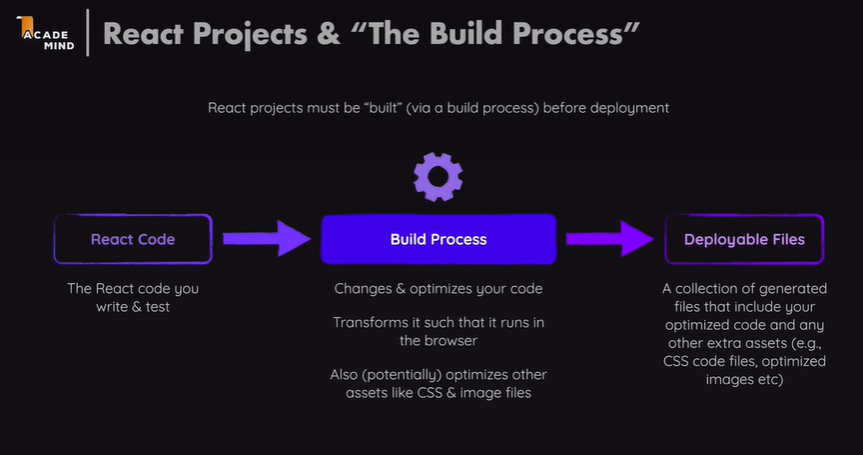 ACADE
MIND
React Projects & “The Build Process”
React projects must be “built” (via a build process) before deployment
React Code
The React code you
write & test
Build Process
Changes & optimizes your code
Transforms it such that it runs in
the browser
Also (potentially) optimizes other
assets like CSS & image files
Deployable Files
A collection of generated
files that include your
optimized code and any
other extra assets (e.g.,
CSS code files, optimized
images etc)